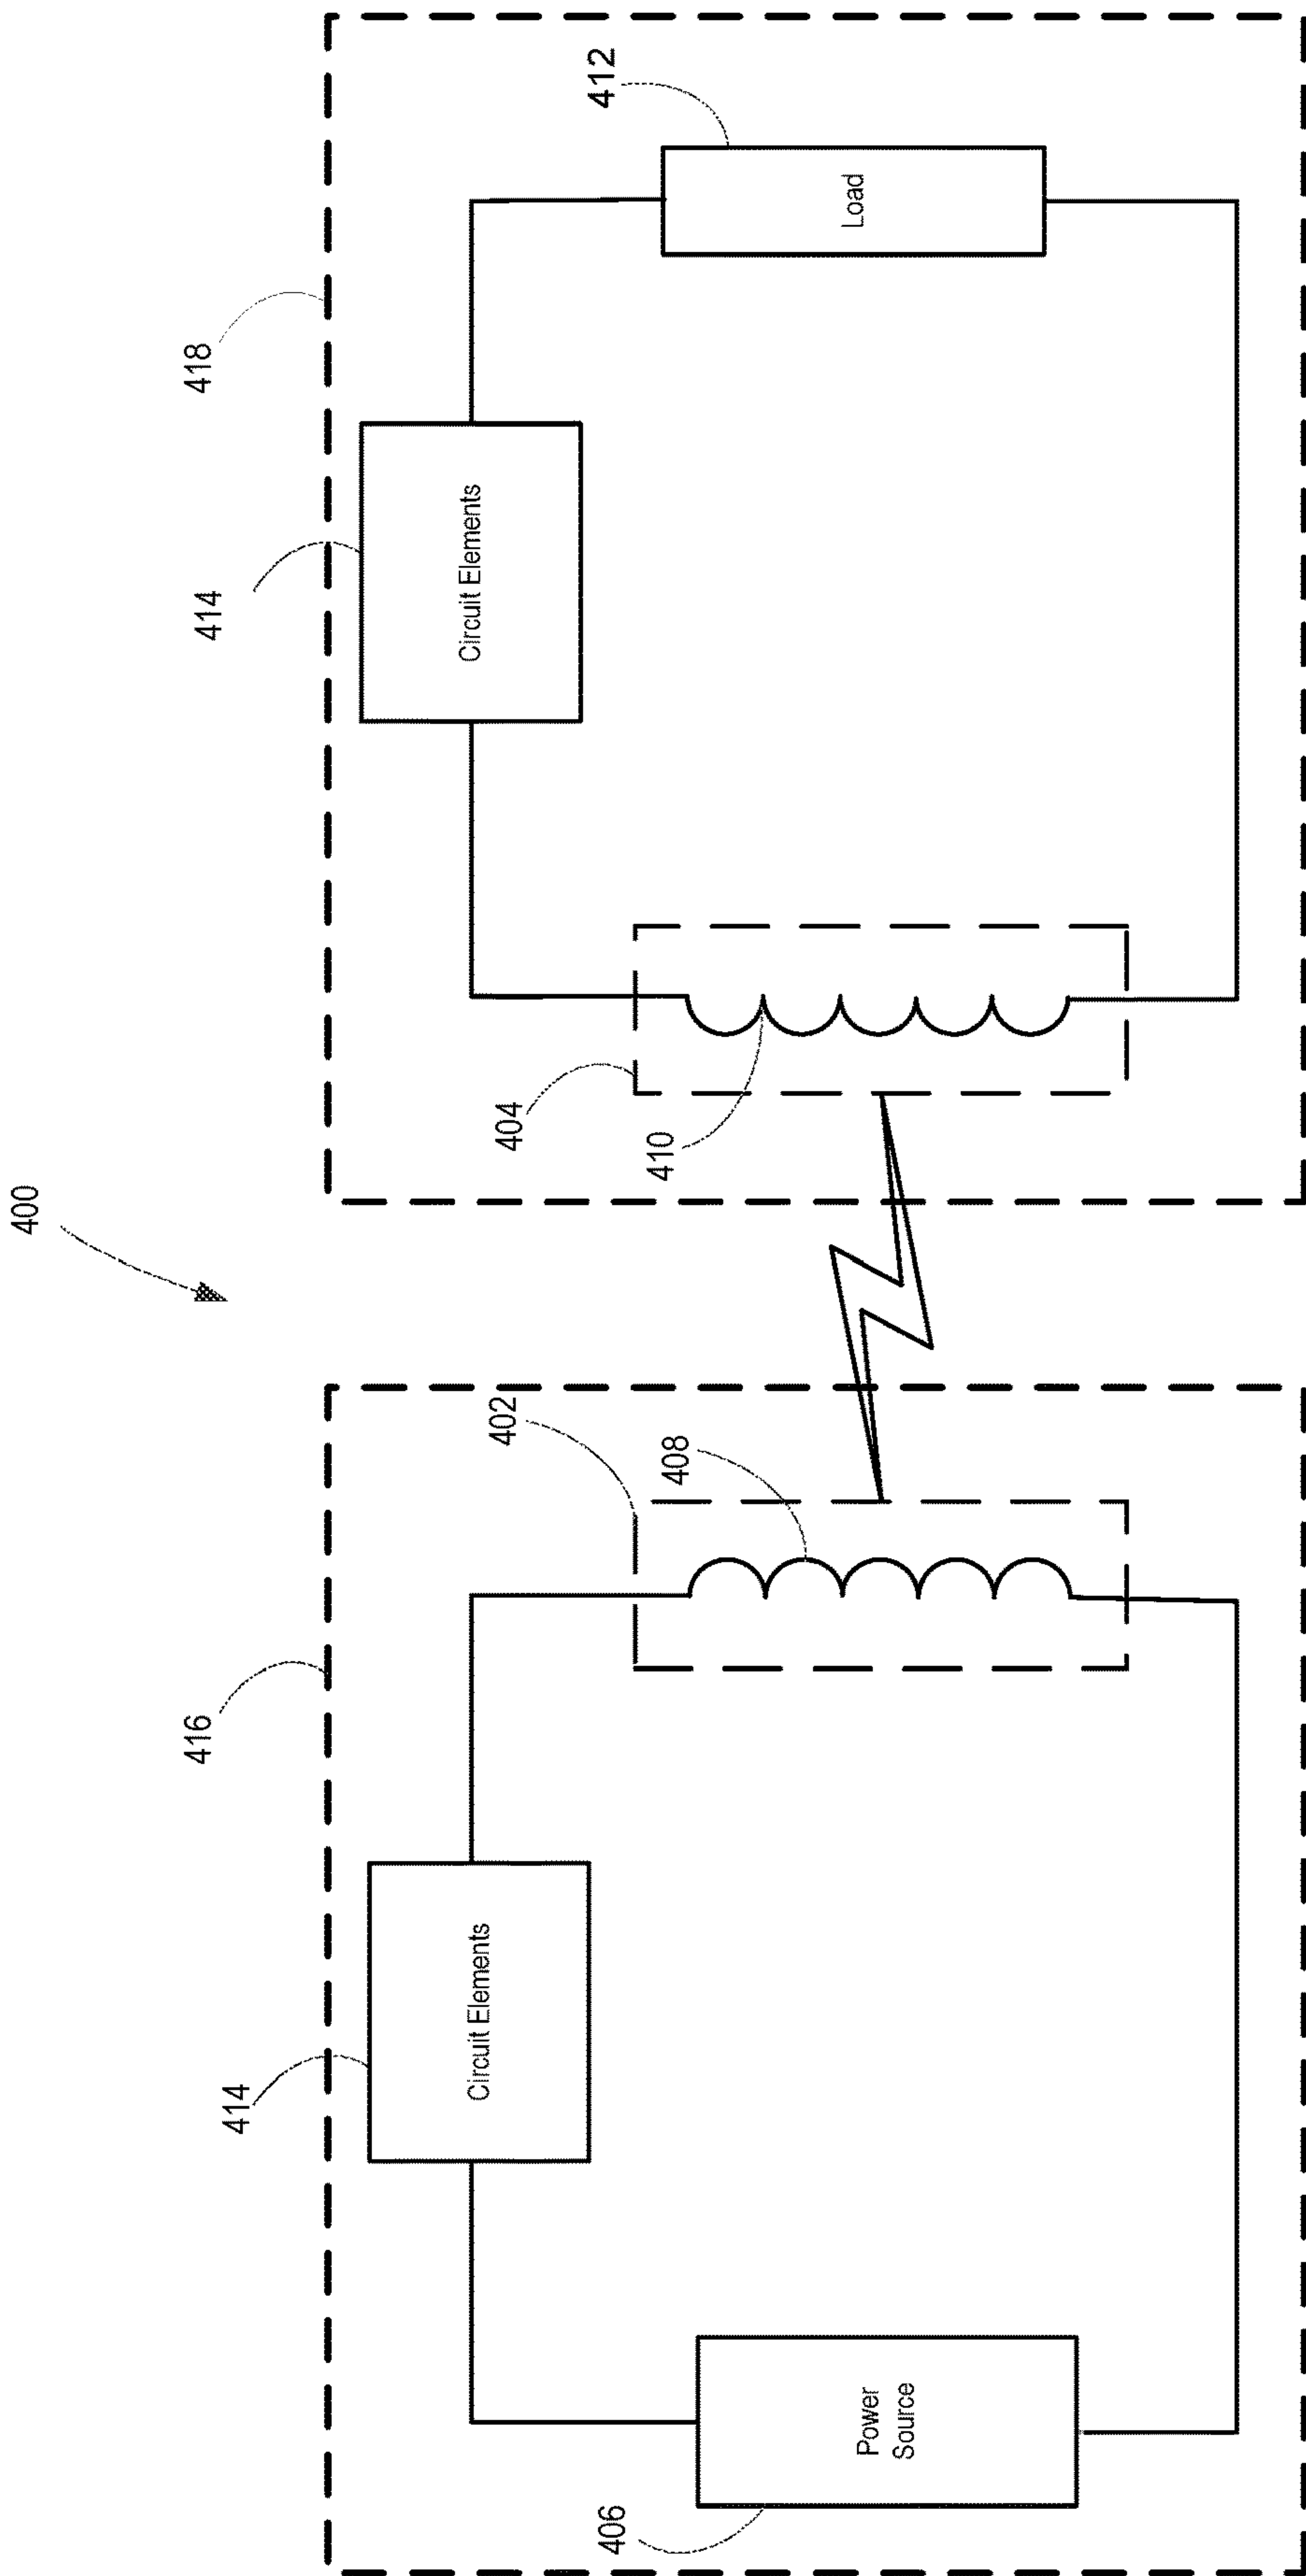 400
416
418
414
Circuit Elements
414
Circuit Elements
402
404
412
408
410
406
Power
Source
Load